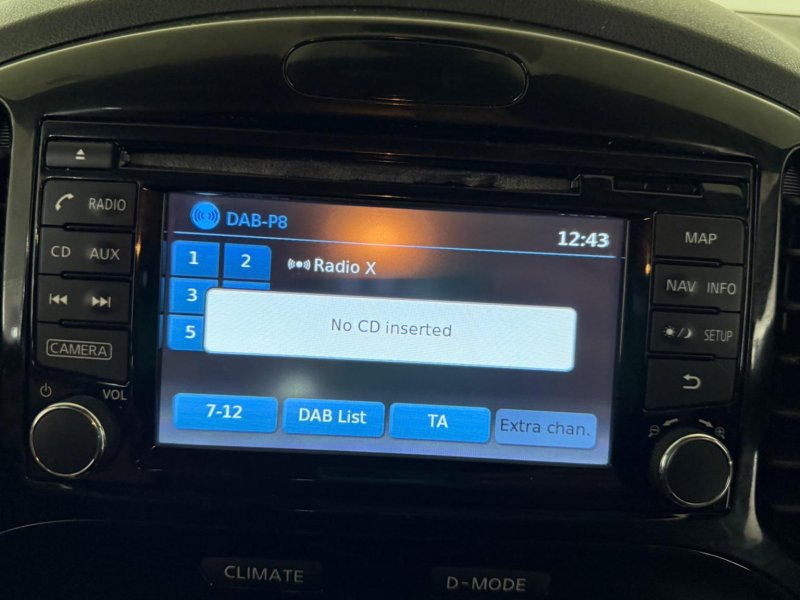 RADIO
CD AUX
CAMERA
VOL
DAB-P8
12:43
1 2
Radio X
3
5
No CD inserted
7-12
DAB List
TA
Extra chan.
MAP
NAV INFO
SETUP
CLIMATE
D-MODE